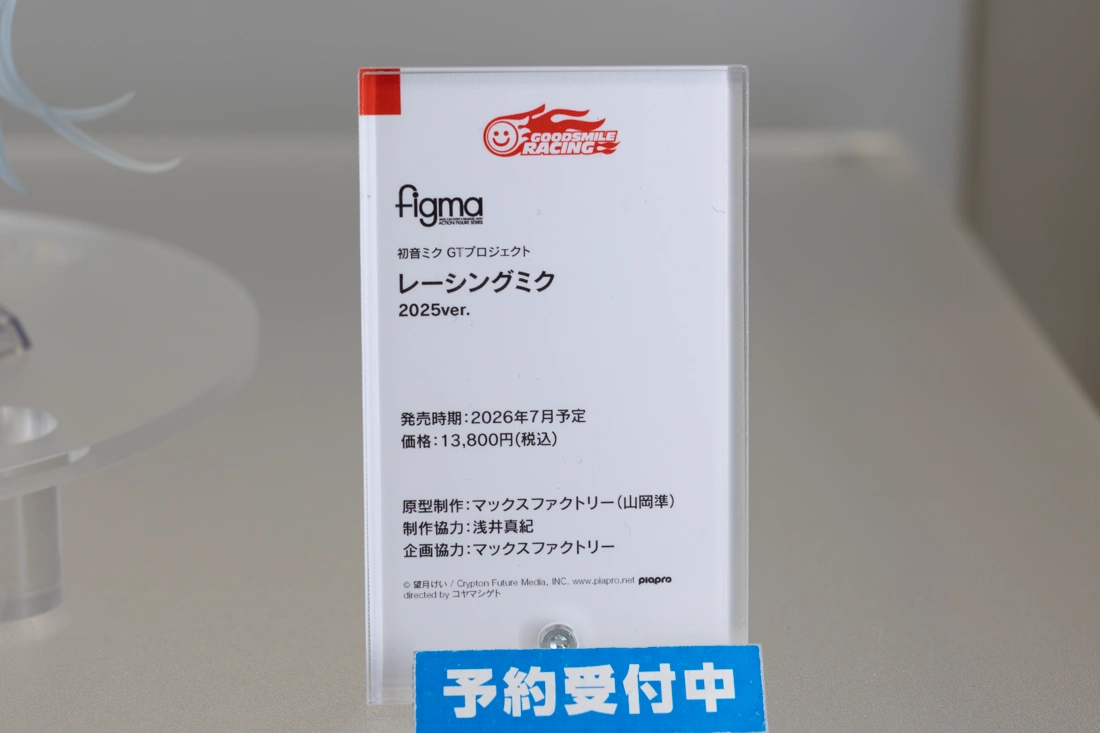 GOODSMILE
RACING
figma
ACTION FIGURE SERIES
初音ミク GTプロジェクト
レーシングミク
2025ver.
発売時期：2026年7月予定
価格：13,800円(税込)
原型制作：マックスファクトリー（山岡準）
制作協力：浅井真紀
企画協力：マックスファクトリー
© 望月けい / Crypton Future Media, INC. www.piapro.net piapro
directed by コヤマシゲト
予約受付中